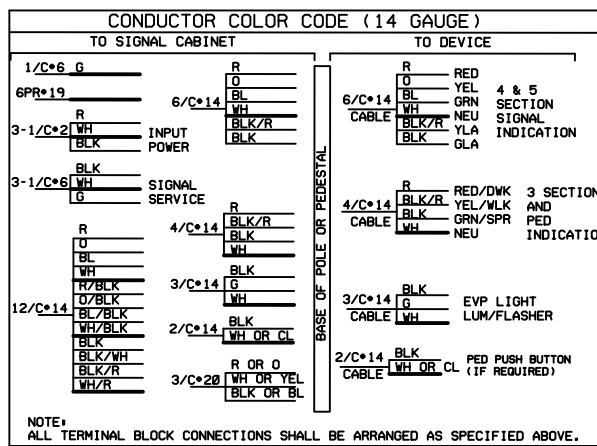 CONDUCTOR COLOR CODE (14 GAUGE)
TO SIGNAL CABINET
TO DEVICE
1/C•6 G
6PR•19
3-1/C•2
R
WH
BLK
INPUT
POWER
3-1/C•6
BLK
WH
G
SIGNAL
SERVICE
12/C•14
R
O
BL
WH
R/BLK
O/BLK
BL/BLK
WH/BLK
BLK
BLK/WH
BLK/R
WH/R
6/C•14
R
O
BL
WH
BLK/R
BLK
4/C•14
R
BLK/R
BLK
WH
3/C•14
BLK
G
WH
2/C•14
BLK
WH OR CL
3/C•20
R OR O
WH OR YEL
BLK OR BL
BASE OF POLE OR PEDESTAL
6/C•14
CABLE
R RED
O YEL
BL GRN
WH NEU
BLK/R YLA
BLK GLA
4 & 5
SECTION
SIGNAL
INDICATION
4/C•14
CABLE
R RED/DWK
BLK/R YEL/WLK
BLK GRN/SPR
WH NEU
3 SECTION
AND
PED
INDICATION
3/C•14
CABLE
BLK
G
WH
EVP LIGHT
LUM/FLASHER
2/C•14
CABLE
BLK
WH OR CL
PED PUSH BUTTON
(IF REQUIRED)
NOTE:
ALL TERMINAL BLOCK CONNECTIONS SHALL BE ARRANGED AS SPECIFIED ABOVE.